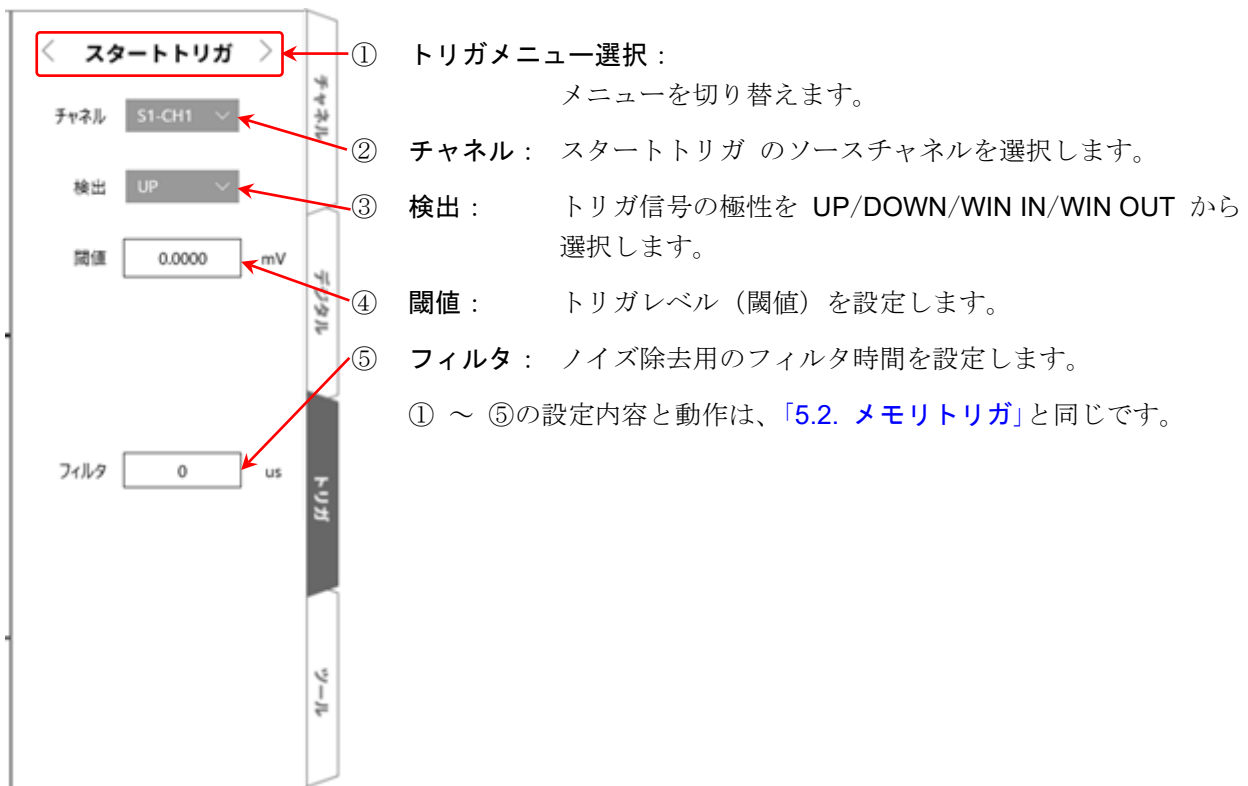 < スタートトリガ >
チャネル S1-CH1
検出 UP
閾値 0.0000 mV
フィルタ 0 us
チャネル
デジタル
トリガ
ツール
① トリガメニュー選択：
メニューを切り替えます。
② チャネル： スタートトリガ のソースチャネルを選択します。
③ 検出： トリガ信号の極性を UP/DOWN/WIN IN/WIN OUT から
選択します。
④ 閾値： トリガレベル（閾値）を設定します。
⑤ フィルタ： ノイズ除去用のフィルタ時間を設定します。
① ～ ⑤の設定内容と動作は、「5.2. メモリトリガ」と同じです。